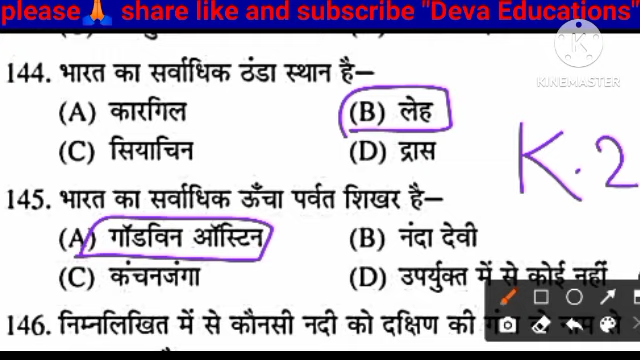 please🙏 share like and subscribe "Deva Educations"
144. भारत का सर्वाधिक ठंडा स्थान है–
(A) कारगिल (B) लेह
(C) सियाचिन (D) द्रास
K.2
145. भारत का सर्वाधिक ऊँचा पर्वत शिखर है–
(A) गॉडविन ऑस्टिन (B) नंदा देवी
(C) कंचनजंगा (D) उपर्युक्त में से कोई नहीं
146. निम्नलिखित में से कौनसी नदी को दक्षिण की
KINEMASTER